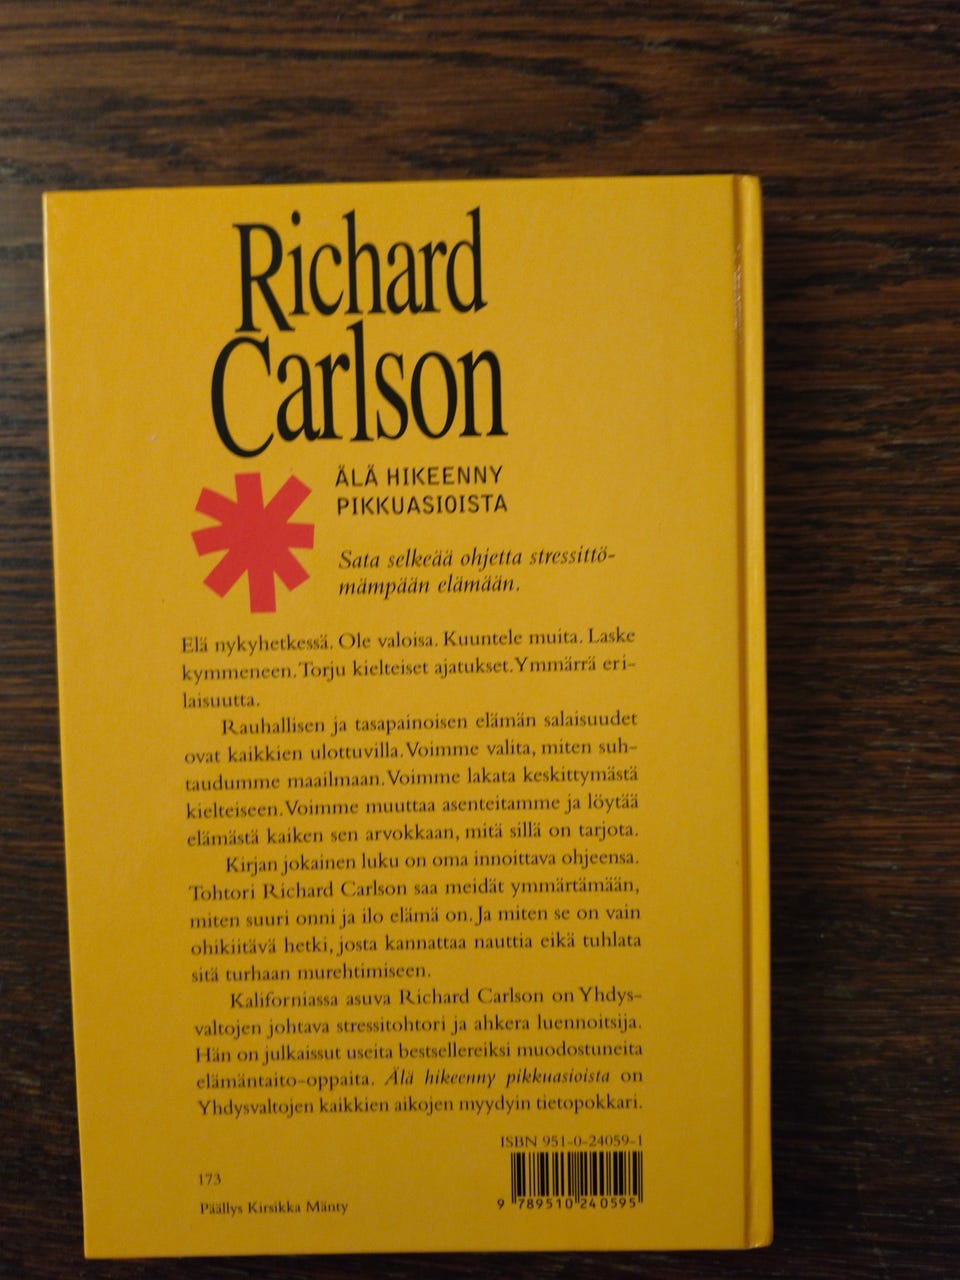 Richard
Carlson
ÄLÄ HIKEENNY
PIKKUASIOISTA
Sata selkeää ohjetta stressittö-
mämpään elämään.
Elä nykyhetkessä. Ole valoisa. Kuuntele muita. Laske
kymmeneen. Torju kielteiset ajatukset. Ymmärrä eri-
laisuutta.
Rauhallisen ja tasapainoisen elämän salaisuudet
ovat kaikkien ulottuvilla. Voimme valita, miten suh-
taudumme maailmaan. Voimme lakata keskittymästä
kielteiseen. Voimme muuttaa asenteitamme ja löytää
elämästä kaiken sen arvokkaan, mitä sillä on tarjota.
Kirjan jokainen luku on oma innoittava ohjeensa.
Tohtori Richard Carlson saa meidät ymmärtämään,
miten suuri onni ja ilo elämä on. Ja miten se on vain
ohikiitävä hetki, josta kannattaa nauttia eikä tuhlata
sitä turhaan murehtimiseen.
Kaliforniassa asuva Richard Carlson on Yhdys-
valtojen johtava stressitohtori ja ahkera luennoitsija.
Hän on julkaissut useita bestsellereiksi muodostuneita
elämäntaito-oppaita. Älä hikeenny pikkuasioista on
Yhdysvaltojen kaikkien aikojen myydyin tietopokkari.
ISBN 951-0-24059-1
173
Päällys Kirsikka Mänty
9 789510 240595